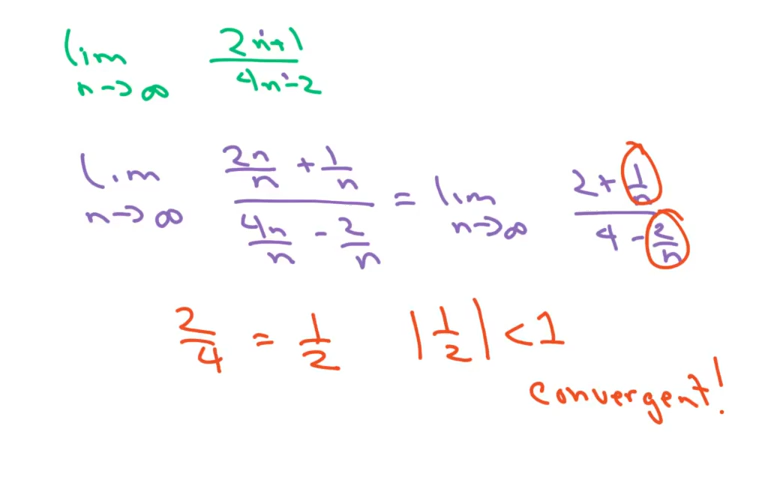 lim n→∞ (2n+1)/(4n-2)
lim n→∞ (2n/n + 1/n)/(4n/n - 2/n) = lim n→∞ (2+1/n)/(4-2/n)
2/4 = 1/2 |1/2| < 1
convergent!